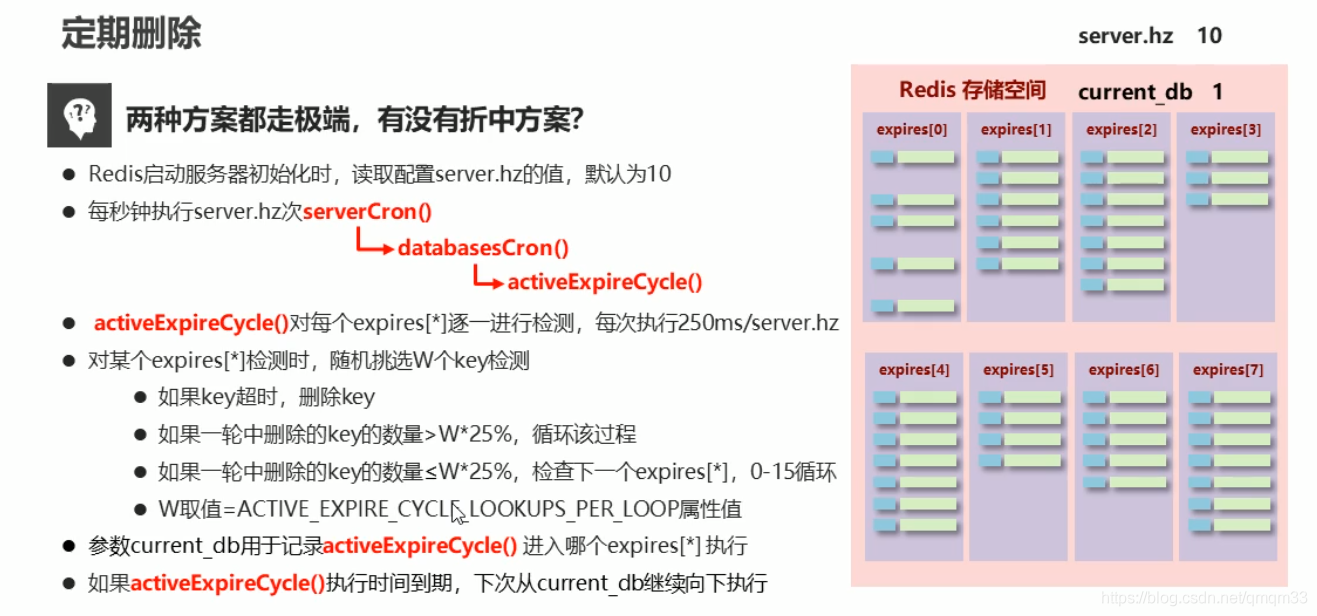 定期删除
server.hz 10
两种方案都走极端，有没有折中方案?
Redis启动服务器初始化时，读取配置server.hz的值，默认为10
每秒钟执行server.hz次serverCron()
databasesCron()
activeExpireCycle()
activeExpireCycle()对每个expires[*]逐一进行检测，每次执行250ms/server.hz
对某个expires[*]检测时，随机挑选W个key检测
如果key超时，删除key
如果一轮中删除的key的数量>W*25%，循环该过程
如果一轮中删除的key的数量≤W*25%，检查下一个expires[*]，0-15循环
W取值=ACTIVE_EXPIRE_CYCLE_LOOKUPS_PER_LOOP属性值
参数current_db用于记录activeExpireCycle() 进入哪个expires[*] 执行
如果activeExpireCycle()执行时间到期，下次从current_db继续向下执行
Redis 存储空间 current_db 1
expires[0] expires[1] expires[2] expires[3]
expires[4] expires[5] expires[6] expires[7]
https://blog.csdn.net/qmqm33